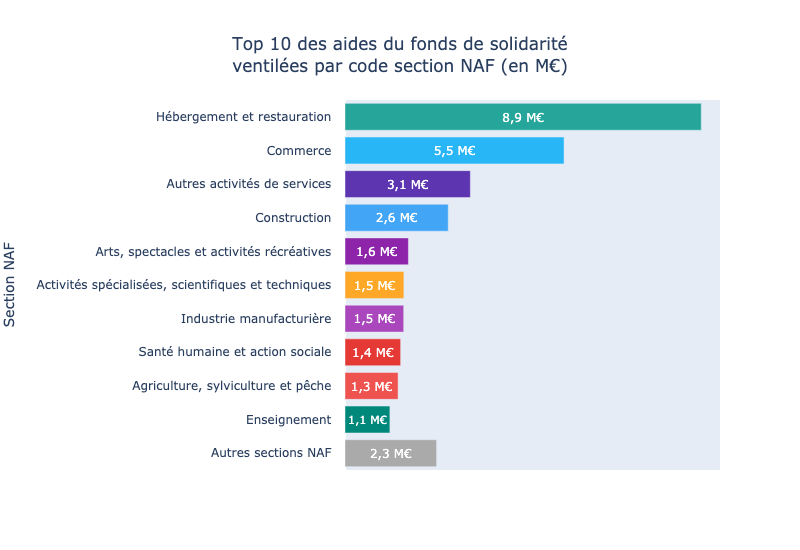 Top 10 des aides du fonds de solidarité
ventilées par code section NAF (en M€)
Section NAF
Hébergement et restauration 8,9 M€
Commerce 5,5 M€
Autres activités de services 3,1 M€
Construction 2,6 M€
Arts, spectacles et activités récréatives 1,6 M€
Activités spécialisées, scientifiques et techniques 1,5 M€
Industrie manufacturière 1,5 M€
Santé humaine et action sociale 1,4 M€
Agriculture, sylviculture et pêche 1,3 M€
Enseignement 1,1 M€
Autres sections NAF 2,3 M€